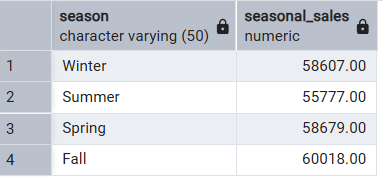 season seasonal_sales
character varying (50) numeric
1 Winter 58607.00
2 Summer 55777.00
3 Spring 58679.00
4 Fall 60018.00